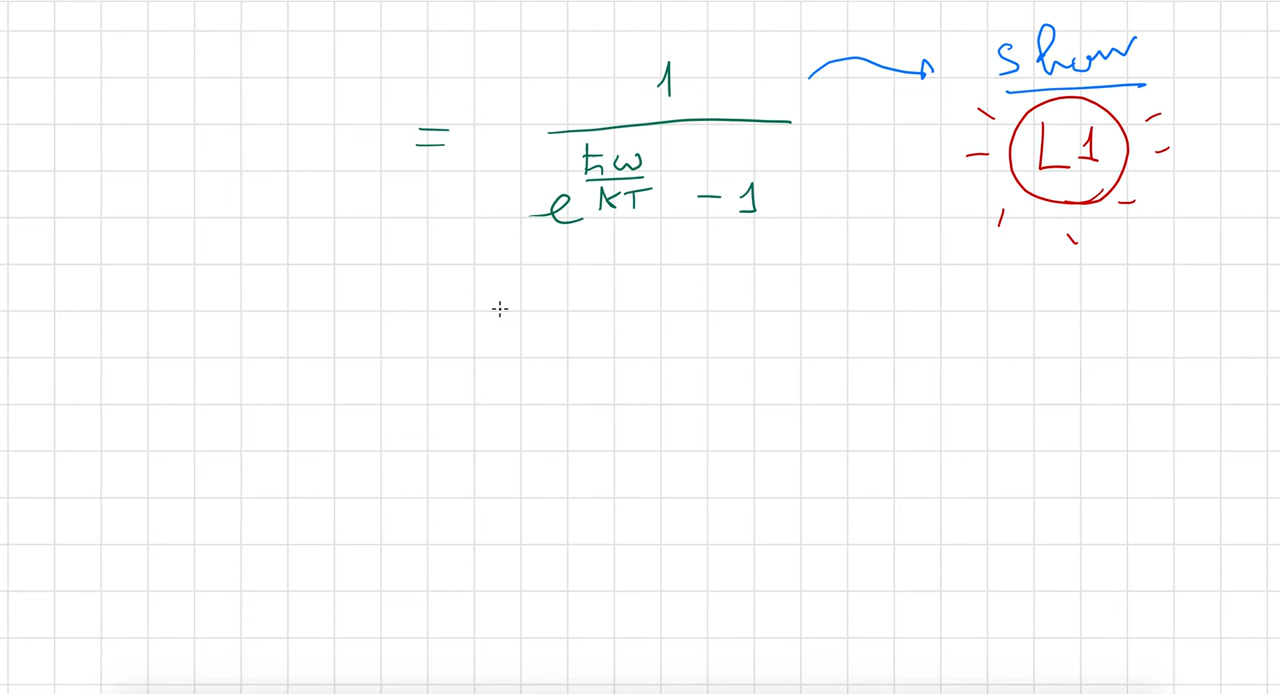 show
= 1 / (e^(ħω/KT) - 1)
L1